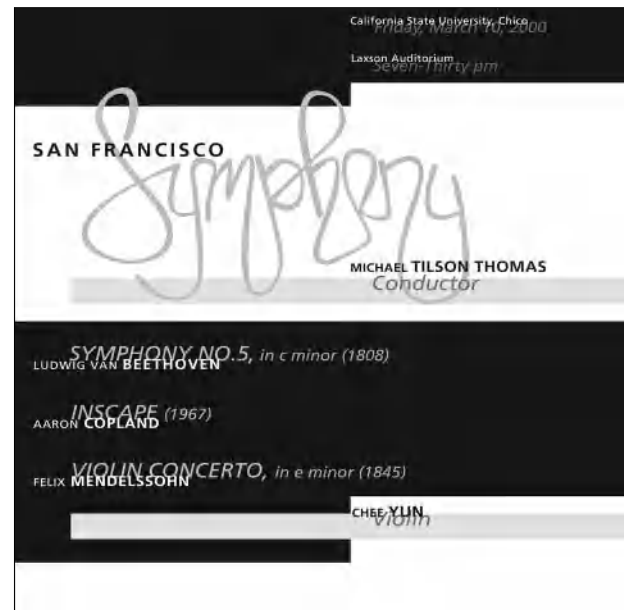 California State University, Chico
Friday, March 10, 2000
Laxson Auditorium
Seven-Thirty pm
SAN FRANCISCO
Symphony
MICHAEL TILSON THOMAS
Conductor
SYMPHONY NO.5, in c minor (1808)
LUDWIG VAN BEETHOVEN
INSCAPE (1967)
AARON COPLAND
VIOLIN CONCERTO, in e minor (1845)
FELIX MENDELSSOHN
CHEE YUN
Violin